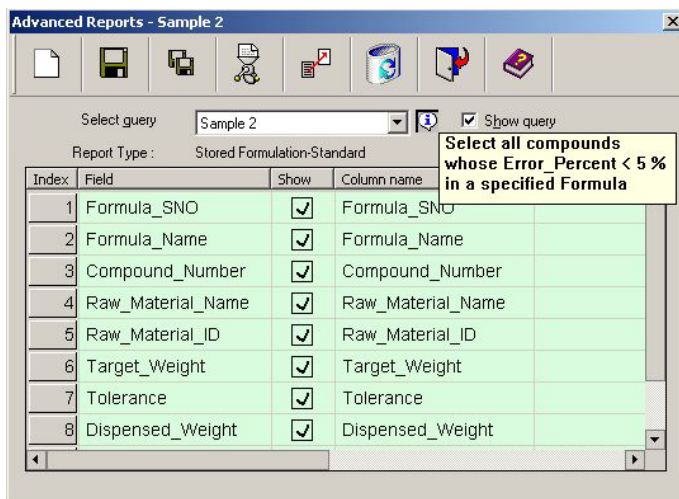 Advanced Reports - Sample 2
Select query Sample 2 Show query
Report Type : Stored Formulation-Standard
Select all compounds
whose Error_Percent < 5 %
in a specified Formula
Index Field Show Column name
1 Formula_SNO Formula_SNO
2 Formula_Name Formula_Name
3 Compound_Number Compound_Number
4 Raw_Material_Name Raw_Material_Name
5 Raw_Material_ID Raw_Material_ID
6 Target_Weight Target_Weight
7 Tolerance Tolerance
8 Dispensed_Weight Dispensed_Weight